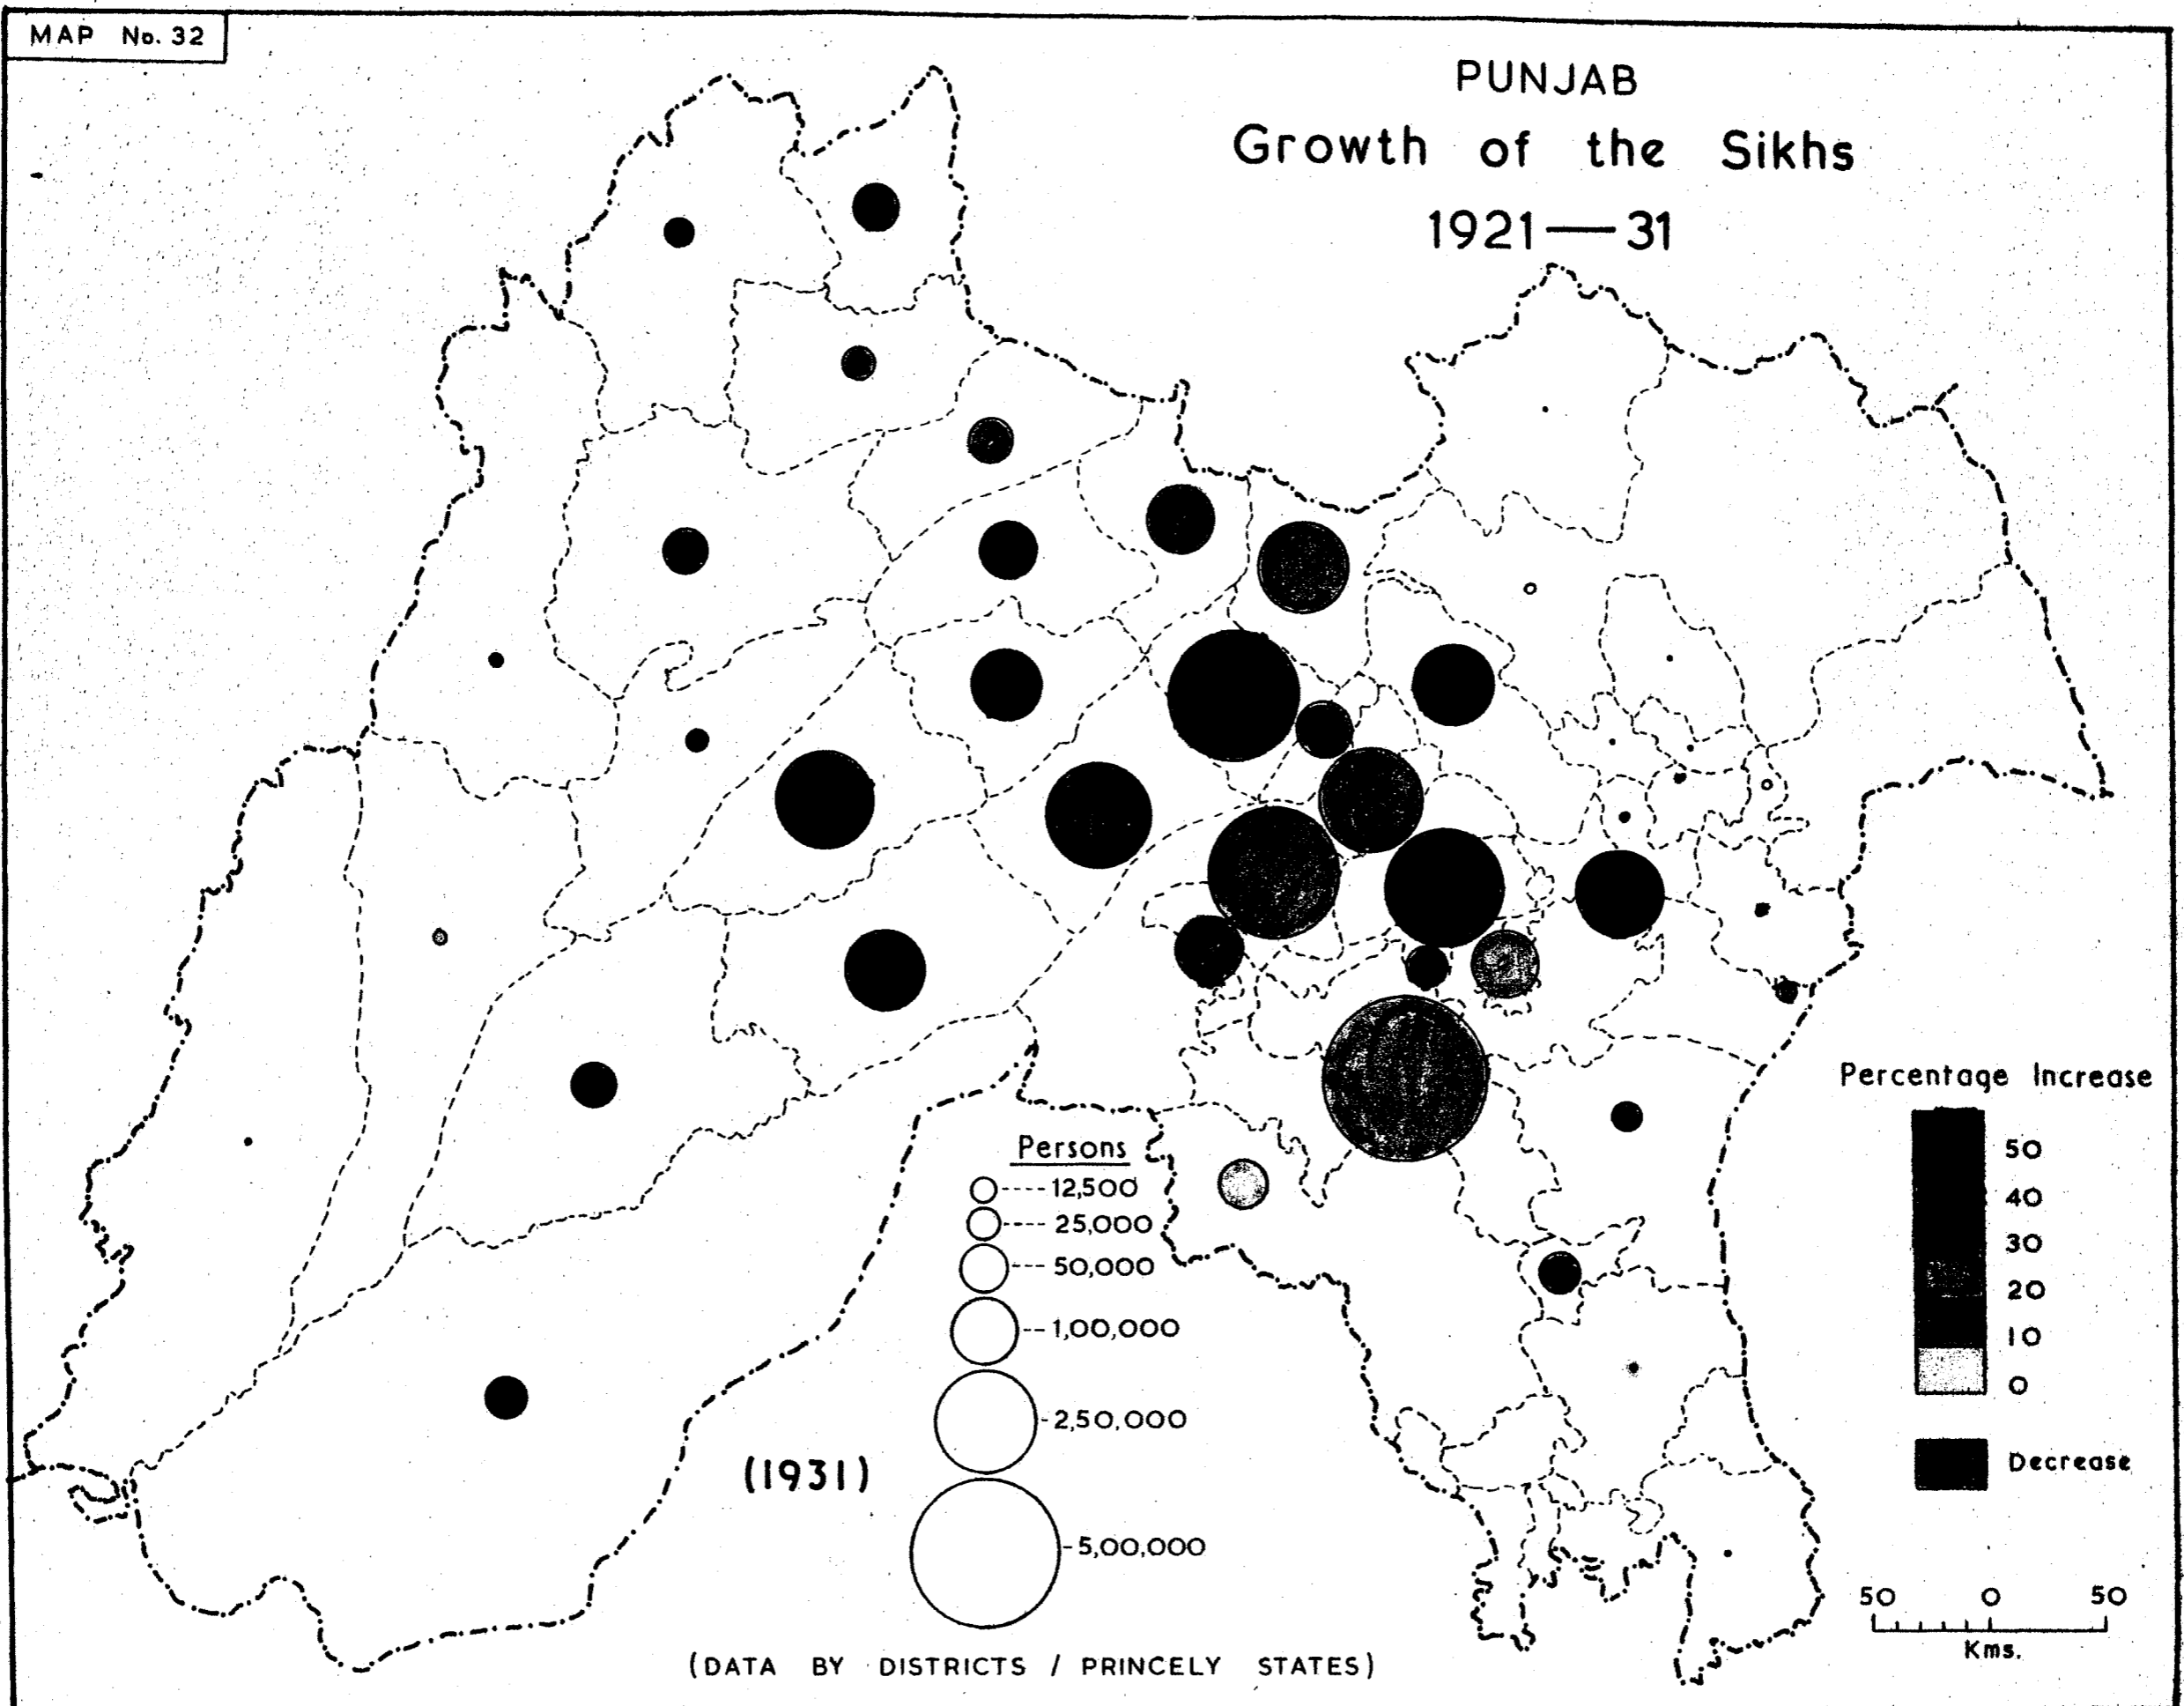 MAP No. 32
PUNJAB
Growth of the Sikhs
1921—31
Persons
12,500
25,000
50,000
1,00,000
2,50,000
5,00,000
(1931)
Percentage Increase
50
40
30
20
10
0
Decrease
50 0 50
Kms.
(DATA BY DISTRICTS / PRINCELY STATES)